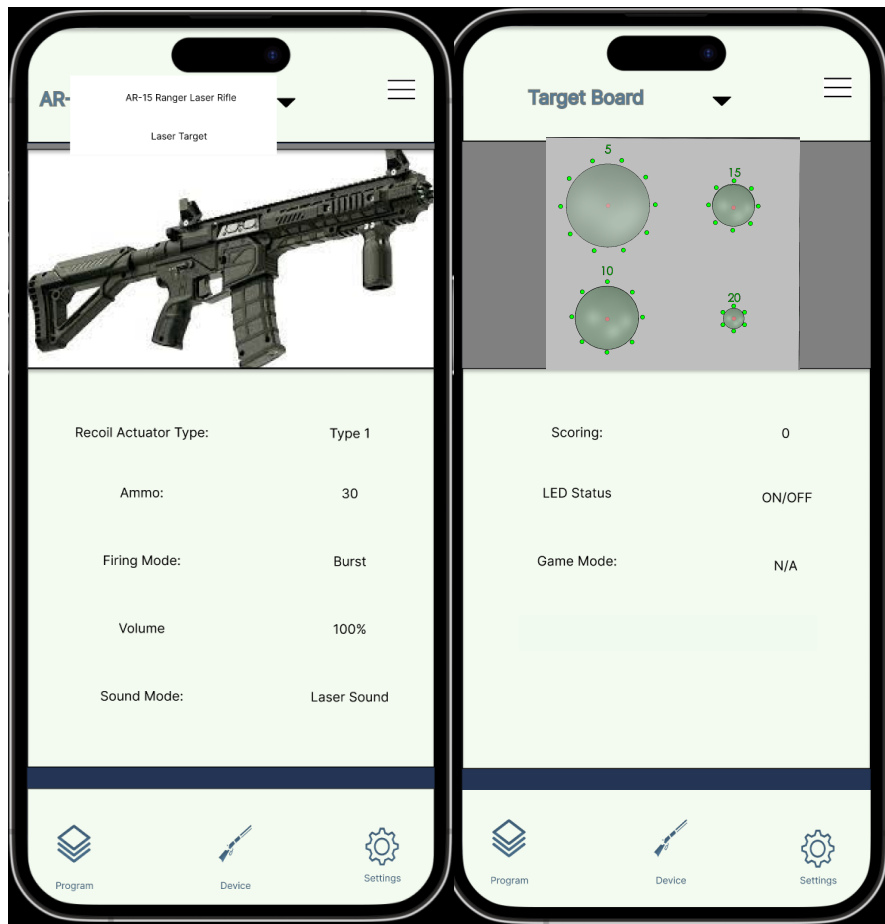 AR-
AR-15 Ranger Laser Rifle
Laser Target
Recoil Actuator Type: Type 1
Ammo: 30
Firing Mode: Burst
Volume 100%
Sound Mode: Laser Sound
Program Device Settings
Target Board
5
15
10
20
Scoring: 0
LED Status ON/OFF
Game Mode: N/A
Program Device Settings